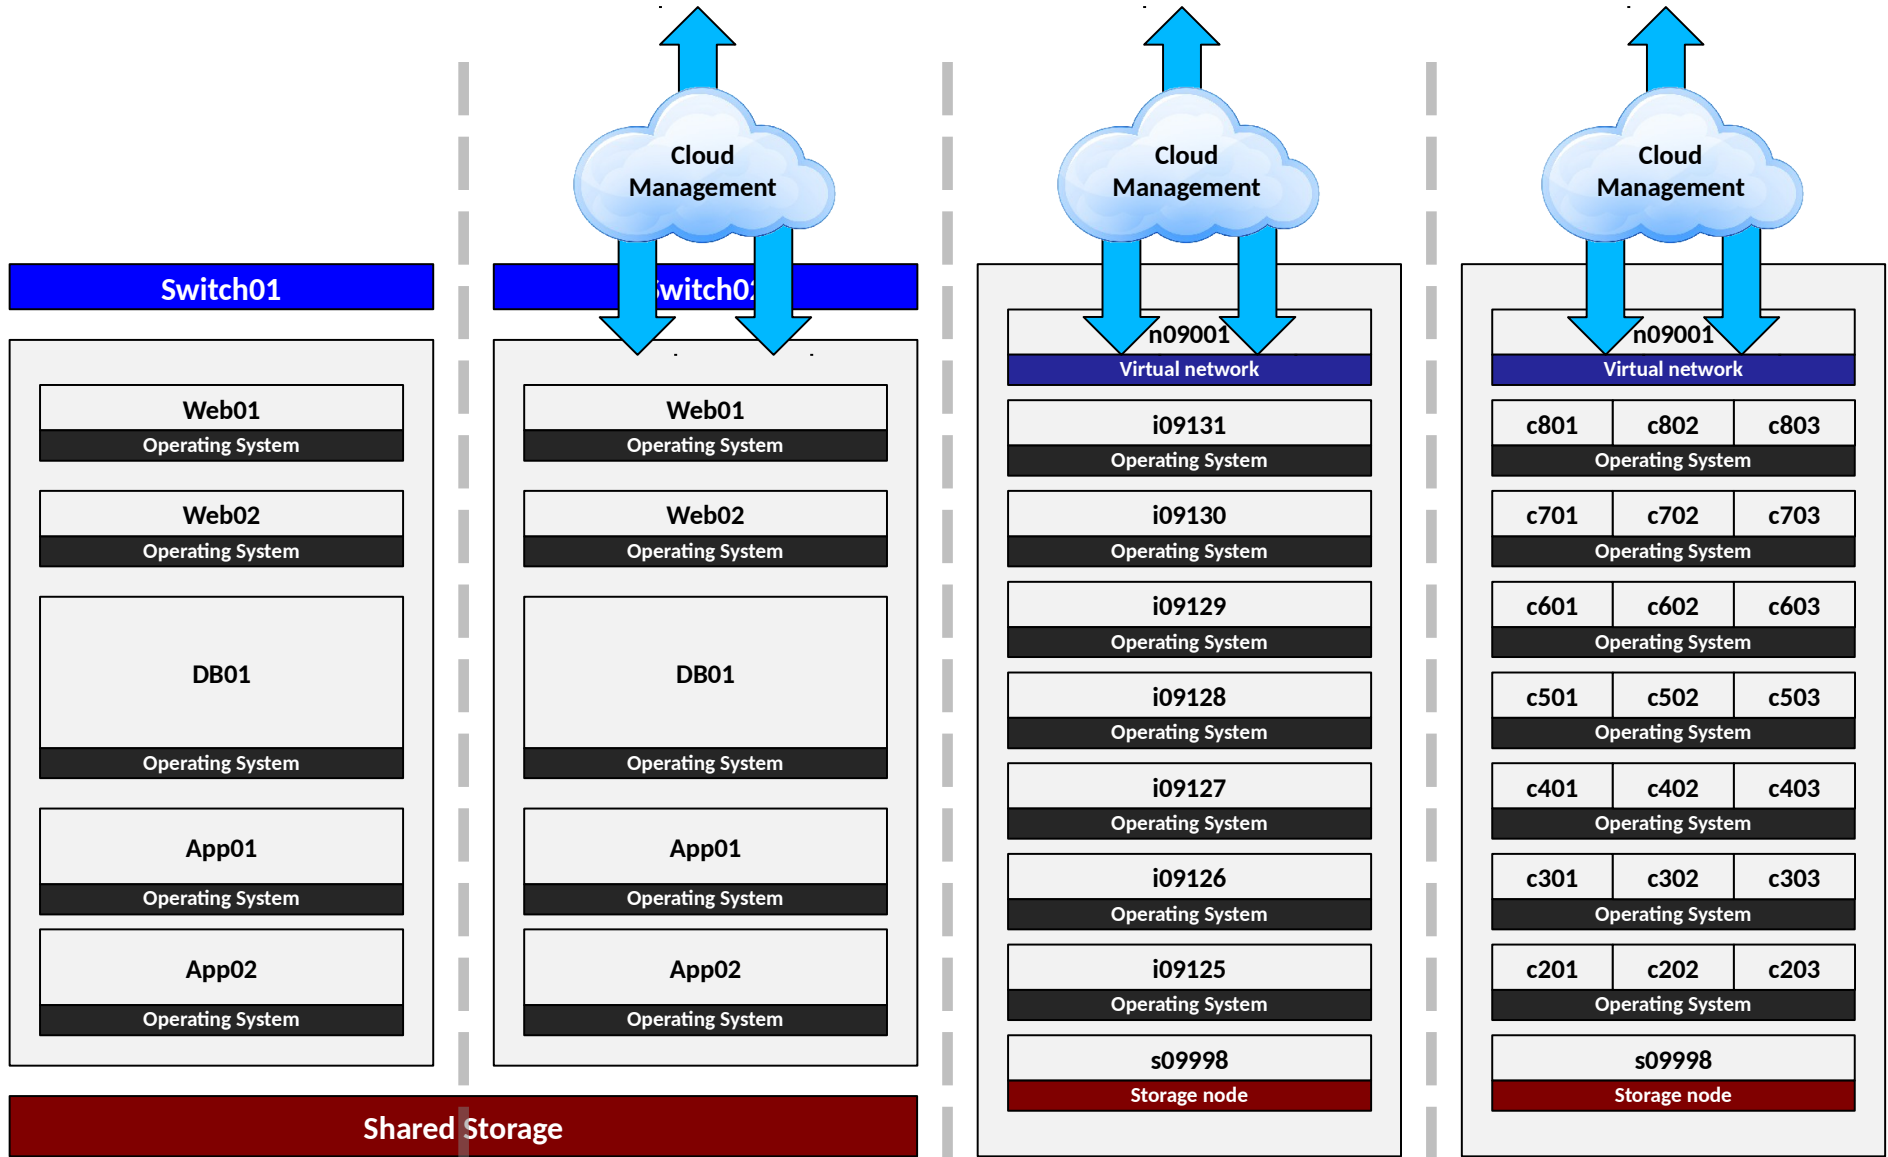 Switch01
Web01
Operating System
Web02
Operating System
DB01
Operating System
App01
Operating System
App02
Operating System
Shared Storage
Cloud
Management
Switch02
Web01
Operating System
Web02
Operating System
DB01
Operating System
App01
Operating System
App02
Operating System
Cloud
Management
n09001
Virtual network
i09131
Operating System
i09130
Operating System
i09129
Operating System
i09128
Operating System
i09127
Operating System
i09126
Operating System
i09125
Operating System
s09998
Storage node
Cloud
Management
n09001
Virtual network
c801 c802 c803
Operating System
c701 c702 c703
Operating System
c601 c602 c603
Operating System
c501 c502 c503
Operating System
c401 c402 c403
Operating System
c301 c302 c303
Operating System
c201 c202 c203
Operating System
s09998
Storage node